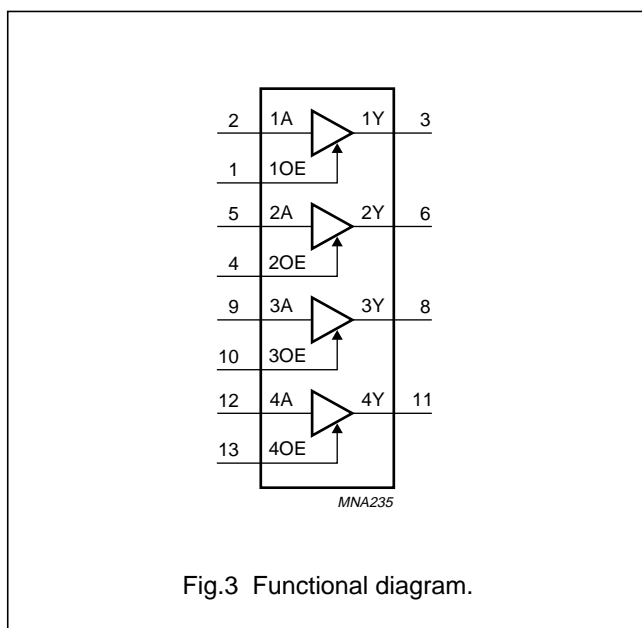 2 1A 1Y 3
1 1OE
5 2A 2Y 6
4 2OE
9 3A 3Y 8
10 3OE
12 4A 4Y 11
13 4OE
MNA235
Fig.3 Functional diagram.